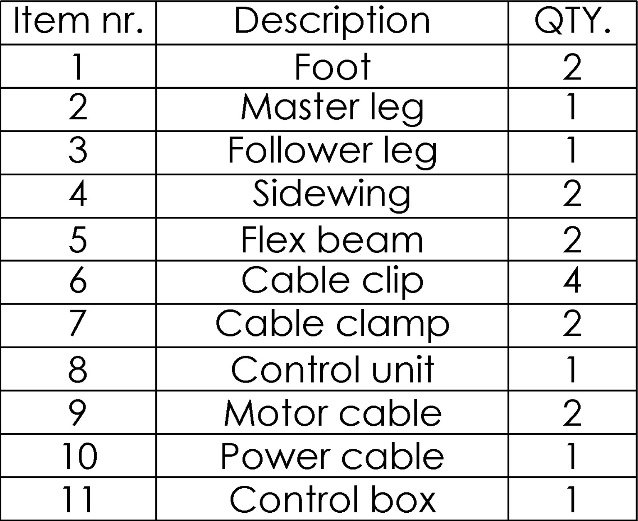 Item nr. Description QTY.
1 Foot 2
2 Master leg 1
3 Follower leg 1
4 Sidewing 2
5 Flex beam 2
6 Cable clip 4
7 Cable clamp 2
8 Control unit 1
9 Motor cable 2
10 Power cable 1
11 Control box 1